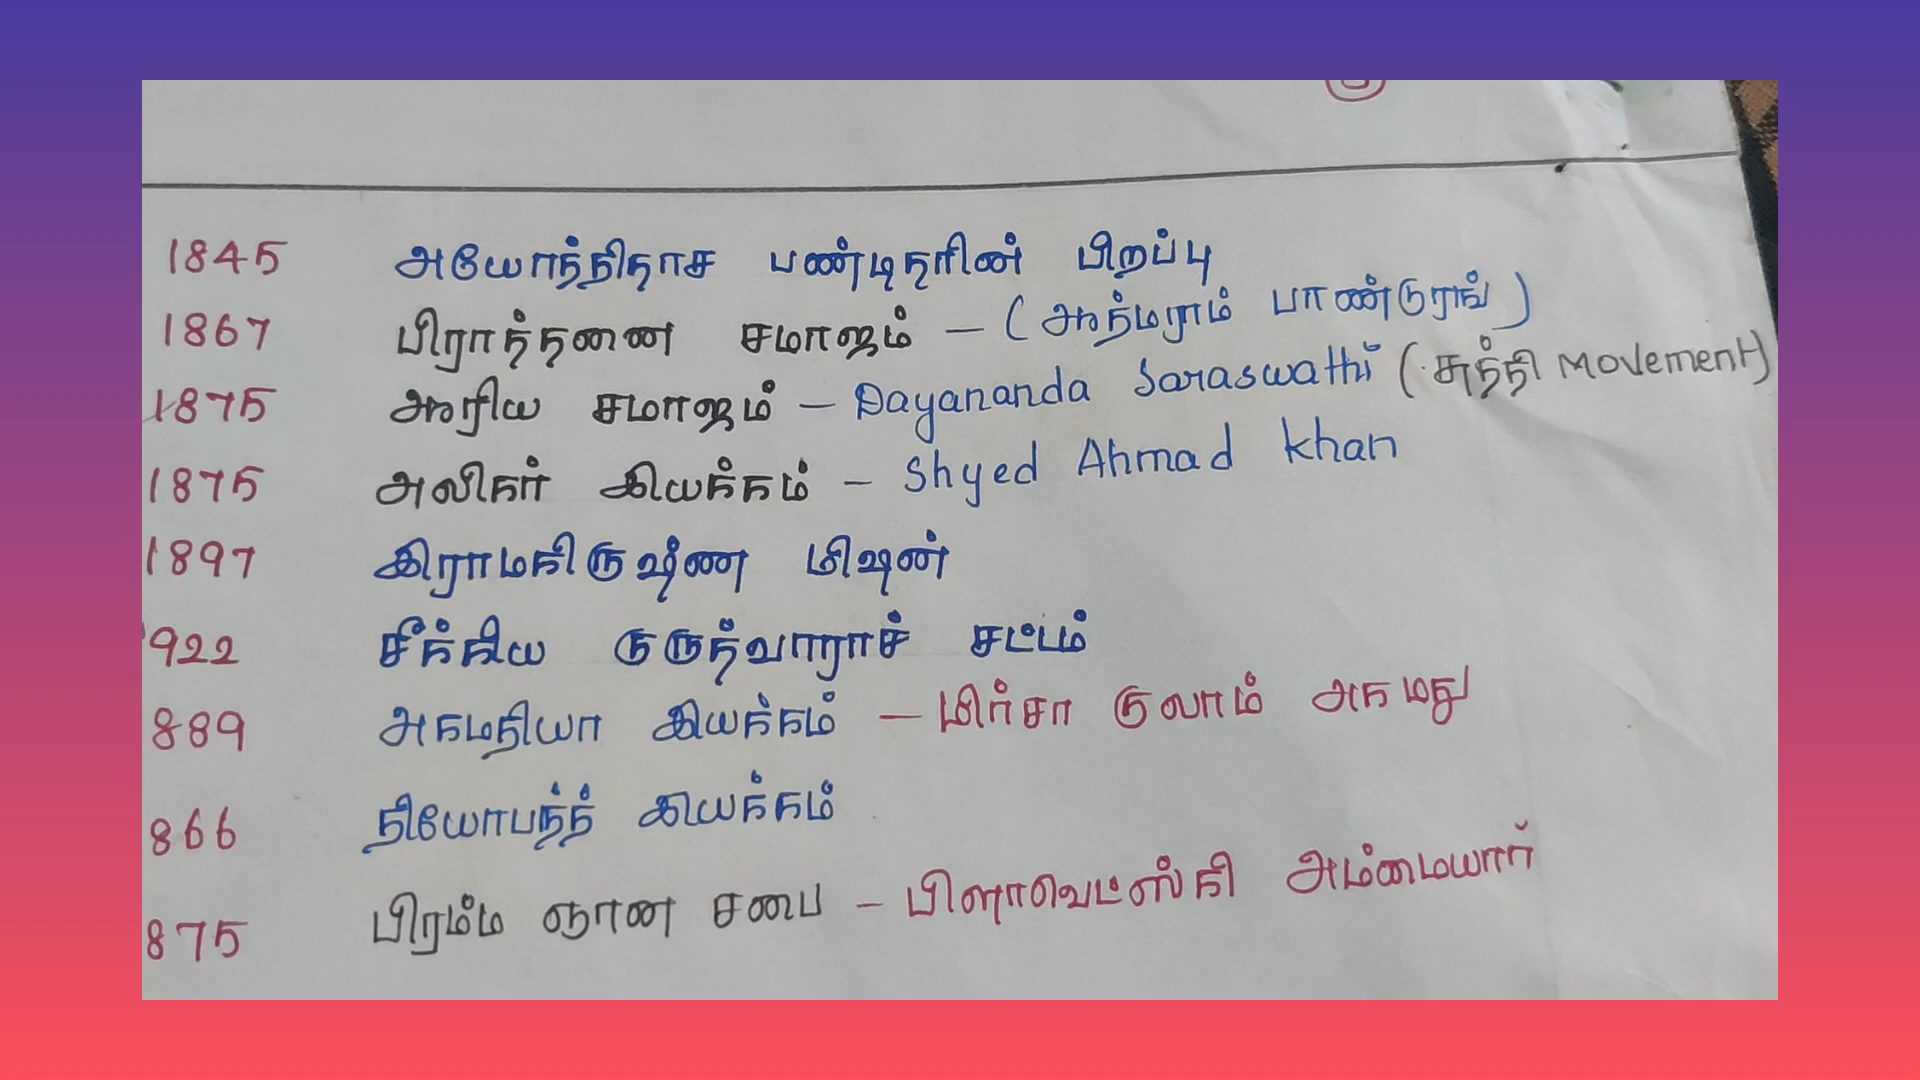 1845 அயோத்திதாச பண்டிதரின் பிறப்பு
1867 பிராத்தனை சமாஜம் – (ஆத்மராம் பாண்டுரங்)
1875 ஆரிய சமாஜம் – Dayananda Saraswathi (சுத்தி Movement)
1875 அலிகர் இயக்கம் – Shyed Ahmad khan
1897 இராமகிருஷ்ண மிஷன்
922 சீக்கிய குருத்வாராச் சட்டம்
889 அகமதியா இயக்கம் – மிர்சா குலாம் அகமது
866 தியோபந்த் இயக்கம்
875 பிரம்ம ஞான சபை – பிளாவெட்ஸ்கி அம்மையார்